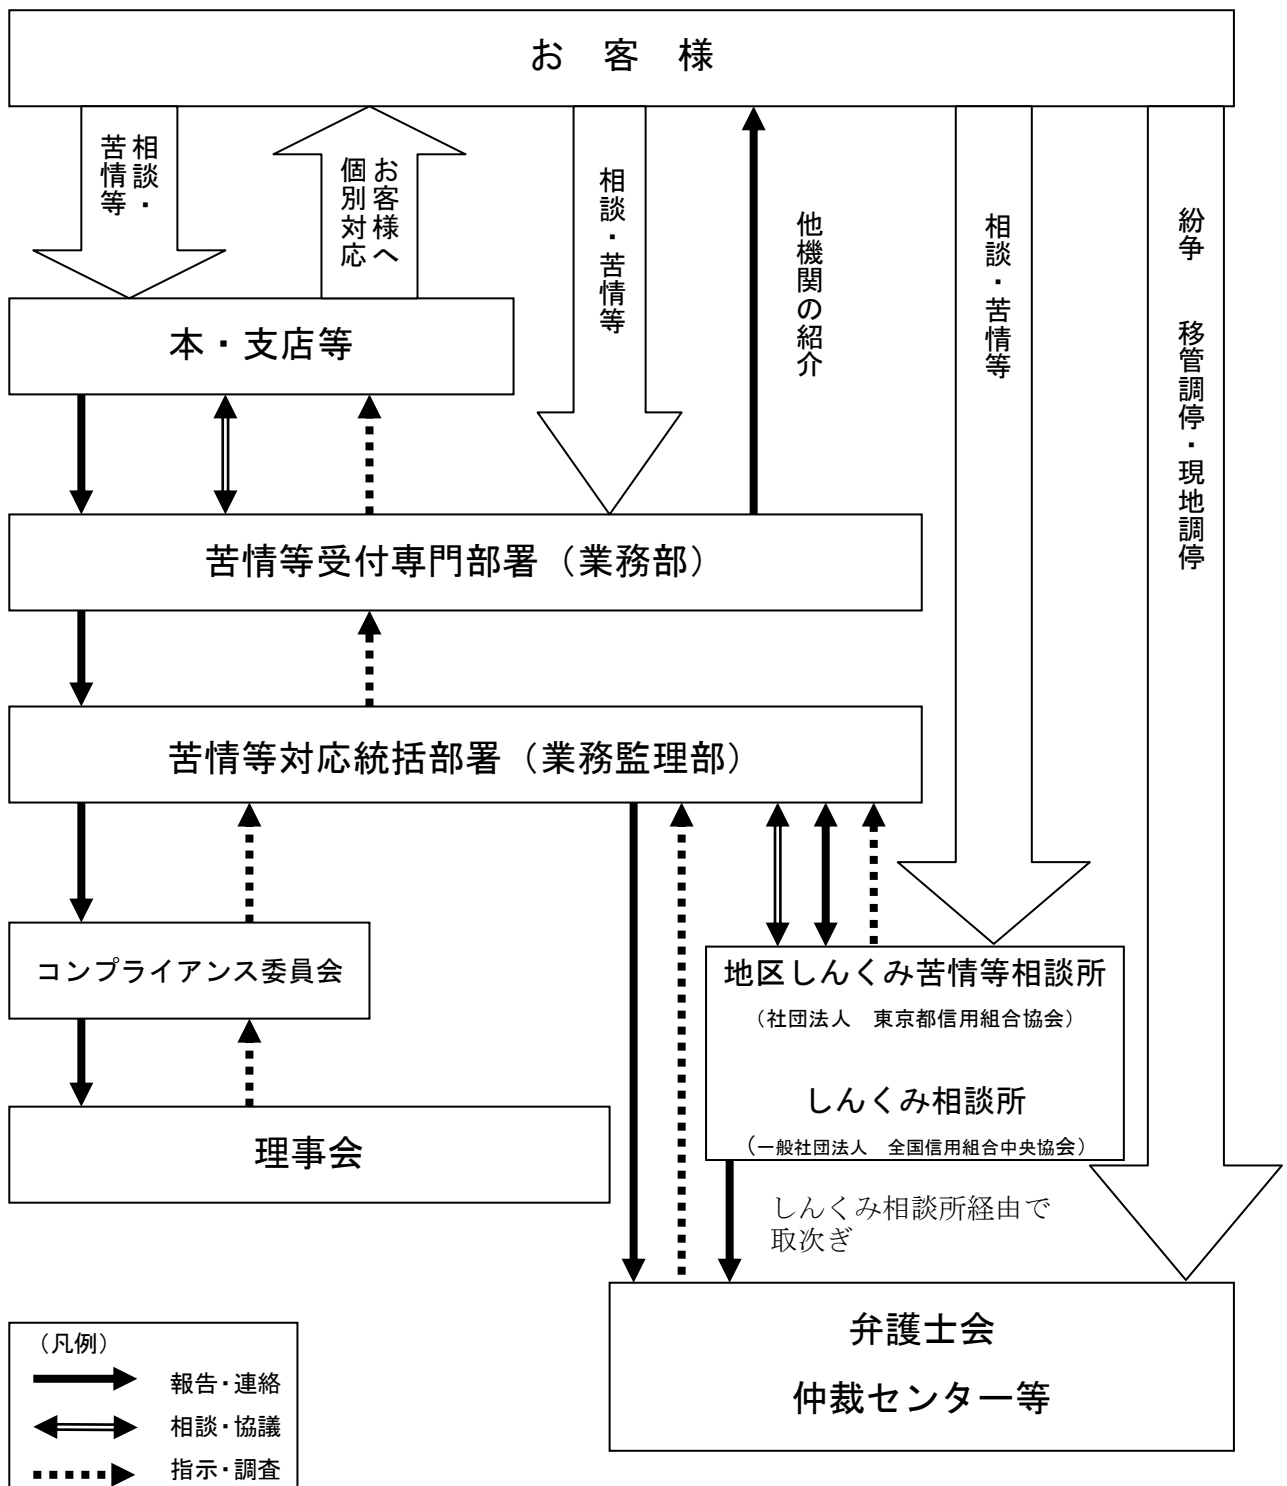 お　客　様
相談・
苦情等
お客様へ
個別対応
相談・苦情等
他機関の紹介
相談・苦情等
紛争　移管調停・現地調停
本・支店等
苦情等受付専門部署（業務部）
苦情等対応統括部署（業務監理部）
コンプライアンス委員会
理事会
地区しんくみ苦情等相談所
（社団法人　東京都信用組合協会）
しんくみ相談所
（一般社団法人　全国信用組合中央協会）
しんくみ相談所経由で
取次ぎ
弁護士会
仲裁センター等
（凡例）
報告・連絡
相談・協議
指示・調査